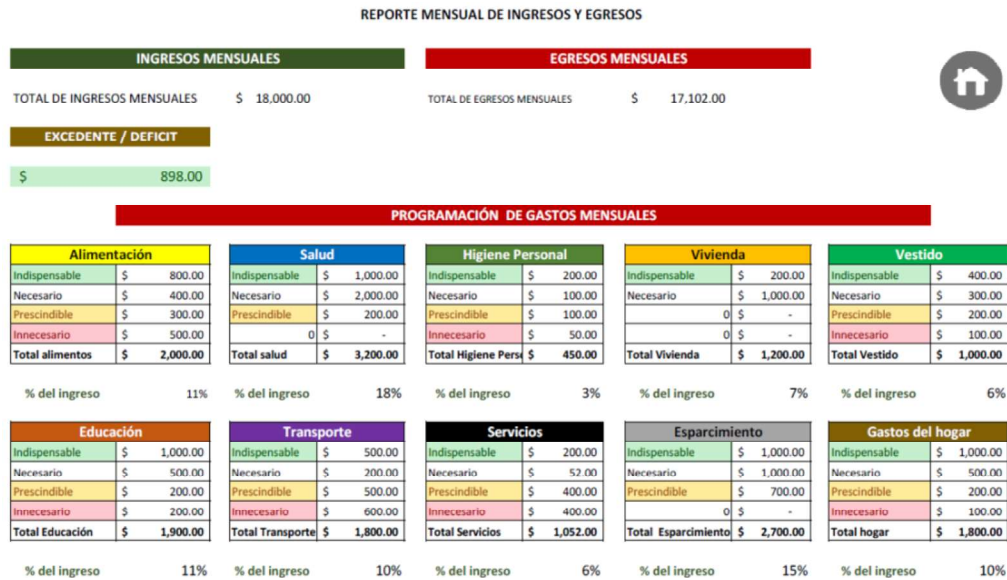 REPORTE MENSUAL DE INGRESOS Y EGRESOS
INGRESOS MENSUALES EGRESOS MENSUALES
TOTAL DE INGRESOS MENSUALES $ 18,000.00 TOTAL DE EGRESOS MENSUALES $ 17,102.00
EXCEDENTE / DEFICIT
$ 898.00
PROGRAMACIÓN DE GASTOS MENSUALES
Alimentación Salud Higiene Personal Vivienda Vestido
Indispensable $ 800.00 Indispensable $ 1,000.00 Indispensable $ 200.00 Indispensable $ 200.00 Indispensable $ 400.00
Necesario $ 400.00 Necesario $ 2,000.00 Necesario $ 100.00 Necesario $ 1,000.00 Necesario $ 300.00
Prescindible $ 300.00 Prescindible $ 200.00 Prescindible $ 100.00 0 $ - Prescindible $ 200.00
Innecesario $ 500.00 0 $ - Innecesario $ 50.00 0 $ - Innecesario $ 100.00
Total alimentos $ 2,000.00 Total salud $ 3,200.00 Total Higiene Pers $ 450.00 Total Vivienda $ 1,200.00 Total Vestido $ 1,000.00
% del ingreso 11% % del ingreso 18% % del ingreso 3% % del ingreso 7% % del ingreso 6%
Educación Transporte Servicios Esparcimiento Gastos del hogar
Indispensable $ 1,000.00 Indispensable $ 500.00 Indispensable $ 200.00 Indispensable $ 1,000.00 Indispensable $ 1,000.00
Necesario $ 500.00 Necesario $ 200.00 Necesario $ 52.00 Necesario $ 1,000.00 Necesario $ 500.00
Prescindible $ 200.00 Prescindible $ 500.00 Prescindible $ 400.00 Prescindible $ 700.00 Prescindible $ 200.00
Innecesario $ 200.00 Innecesario $ 600.00 Innecesario $ 400.00 0 $ - Innecesario $ 100.00
Total Educación $ 1,900.00 Total Transporte $ 1,800.00 Total Servicios $ 1,052.00 Total Esparcimiento $ 2,700.00 Total hogar $ 1,800.00
% del ingreso 11% % del ingreso 10% % del ingreso 6% % del ingreso 15% % del ingreso 10%